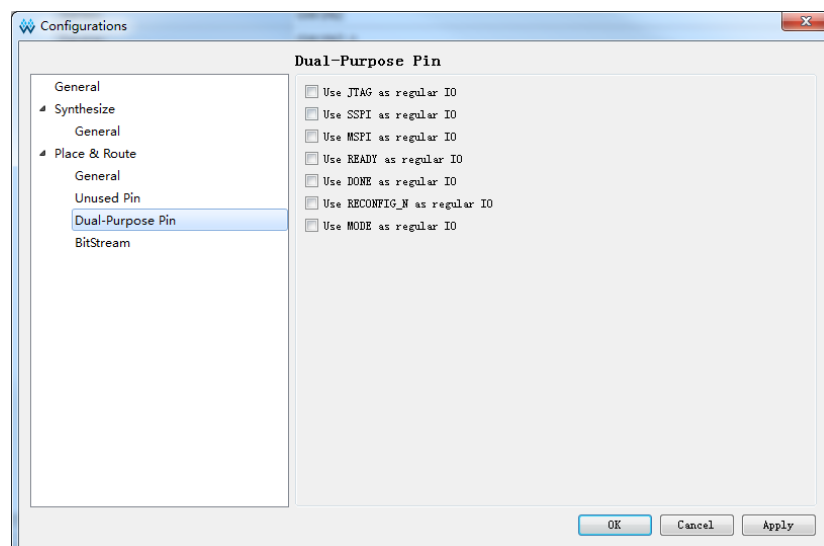 Configurations
Dual-Purpose Pin
General
Synthesize
General
Place & Route
General
Unused Pin
Dual-Purpose Pin
BitStream
Use JTAG as regular IO
Use SSPI as regular IO
Use MSPI as regular IO
Use READY as regular IO
Use DONE as regular IO
Use RECONFIG_N as regular IO
Use MODE as regular IO
OK
Cancel
Apply